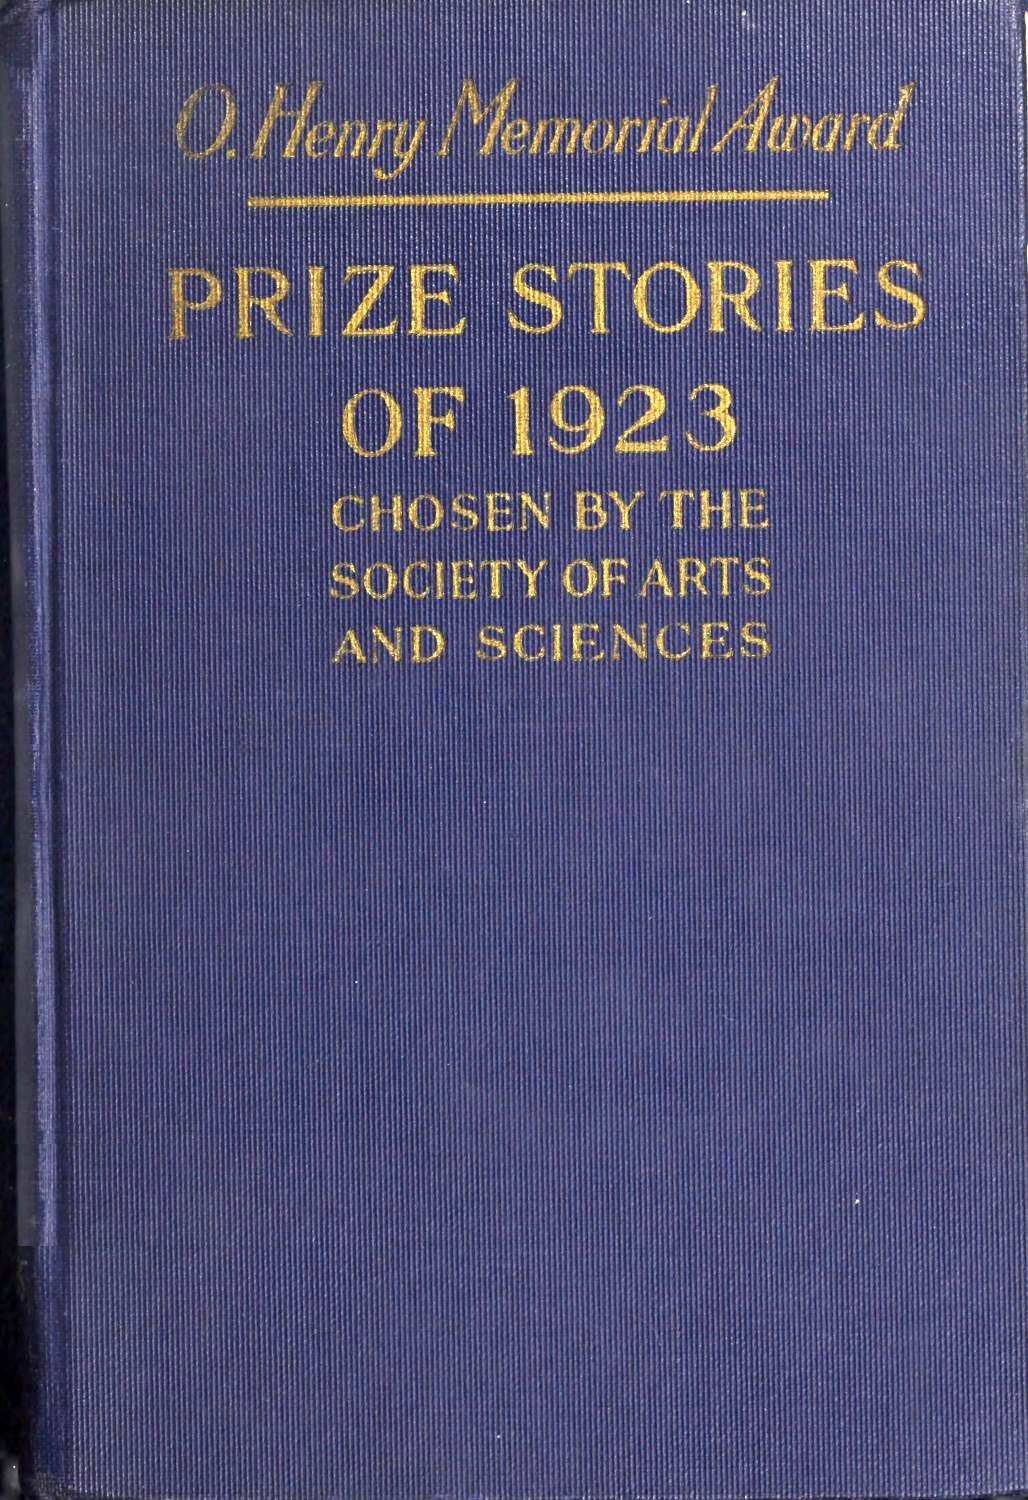 O. Henry Memorial Award
PRIZE STORIES
OF 1923
CHOSEN BY THE
SOCIETY OF ARTS
AND SCIENCES